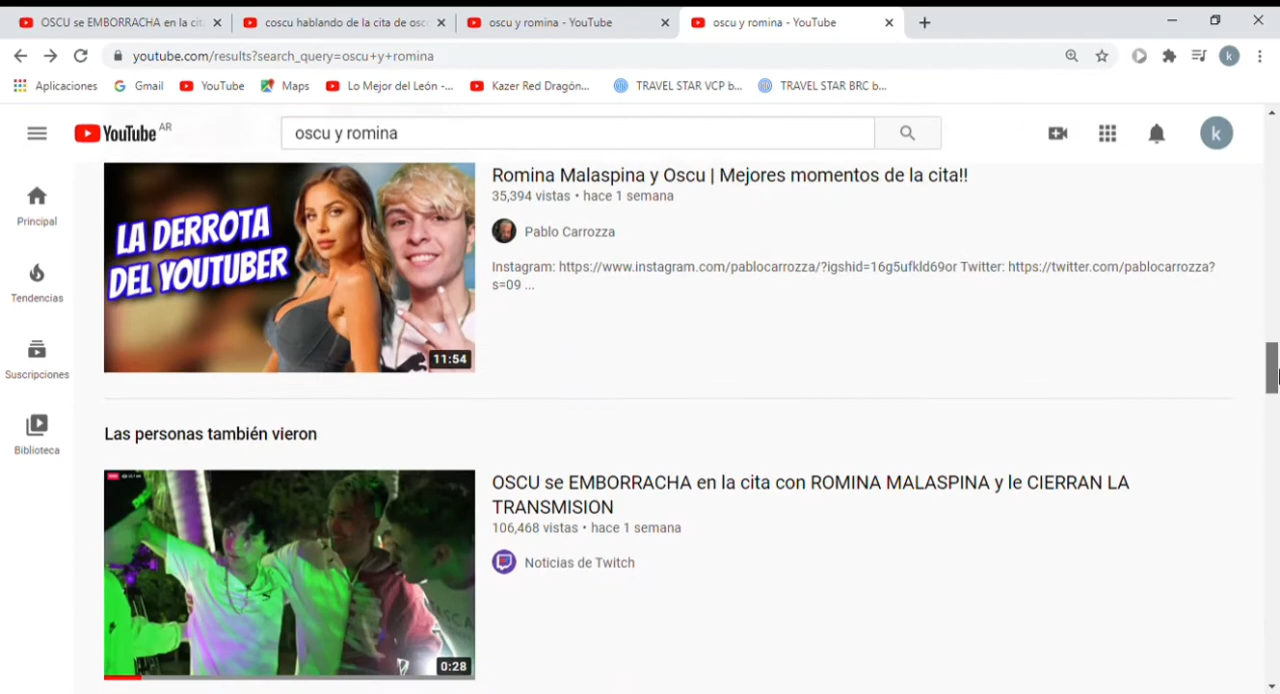 OSCU se EMBORRACHA en la cit
coscu hablando de la cita de osc
oscu y romina - YouTube
oscu y romina - YouTube
youtube.com/results?search_query=oscu+y+romina
k
Aplicaciones
Gmail
YouTube
Maps
Lo Mejor del León -...
Kazer Red Dragón...
TRAVEL STAR VCP b...
TRAVEL STAR BRC b...
YouTube AR
oscu y romina
k
Principal
Tendencias
Suscripciones
Biblioteca
LA DERROTA
DEL YOUTUBER
11:54
Romina Malaspina y Oscu | Mejores momentos de la cita!!
35,394 vistas • hace 1 semana
Pablo Carrozza
Instagram: https://www.instagram.com/pablocarrozza/?igshid=16g5ufkld69or Twitter: https://twitter.com/pablocarrozza?
s=09 ...
Las personas también vieron
0:28
OSCU se EMBORRACHA en la cita con ROMINA MALASPINA y le CIERRAN LA
TRANSMISION
106,468 vistas • hace 1 semana
Noticias de Twitch